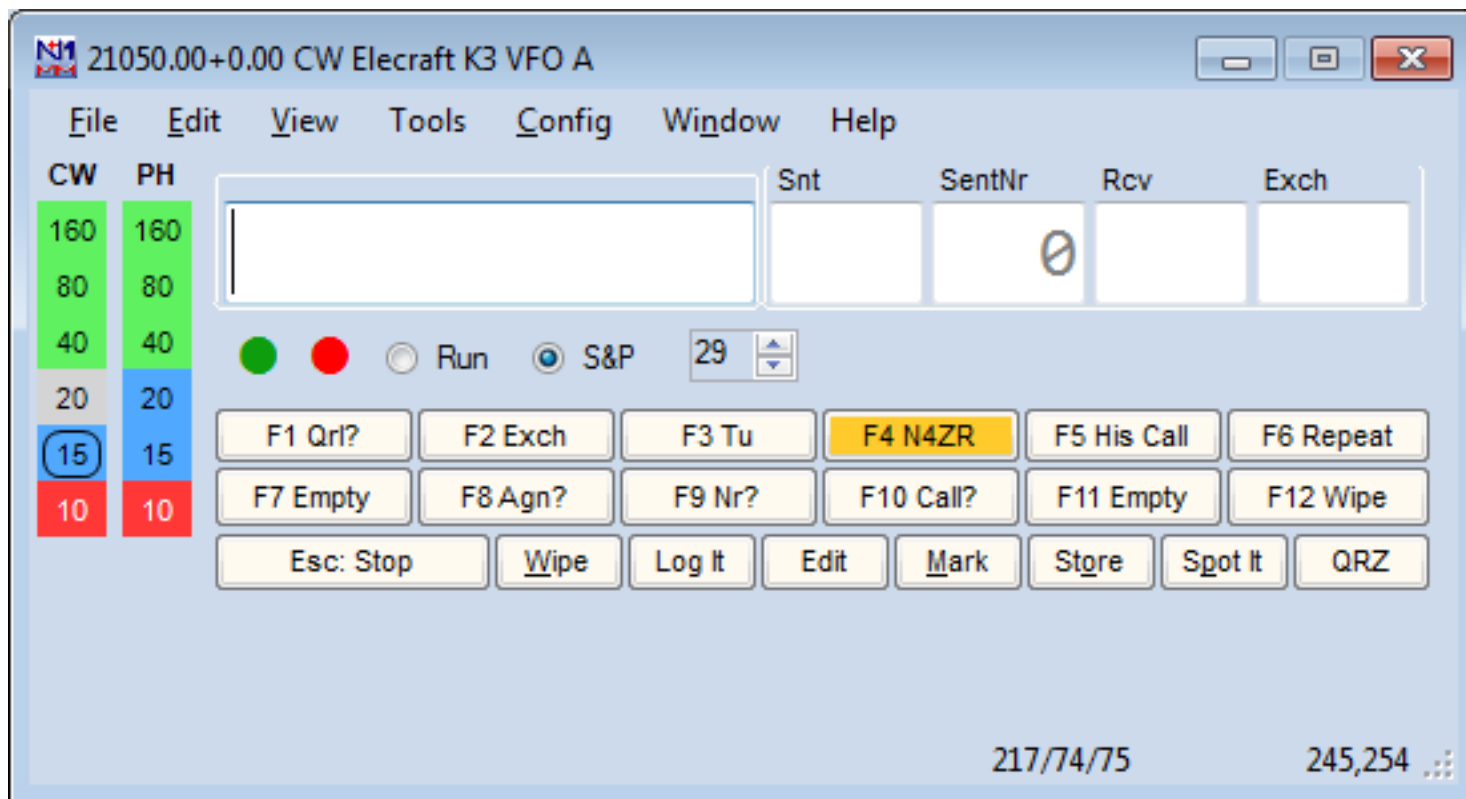 N1MM 21050.00+0.00 CW Elecraft K3 VFO A
File Edit View Tools Config Window Help
CW PH Snt SentNr Rcv Exch
160 160 0
80 80
40 40 Run S&P 29
20 20
F1 Qrl? F2 Exch F3 Tu F4 N4ZR F5 His Call F6 Repeat
15 15
F7 Empty F8 Agn? F9 Nr? F10 Call? F11 Empty F12 Wipe
10 10
Esc: Stop Wipe Log It Edit Mark Store Spot It QRZ
217/74/75 245,254